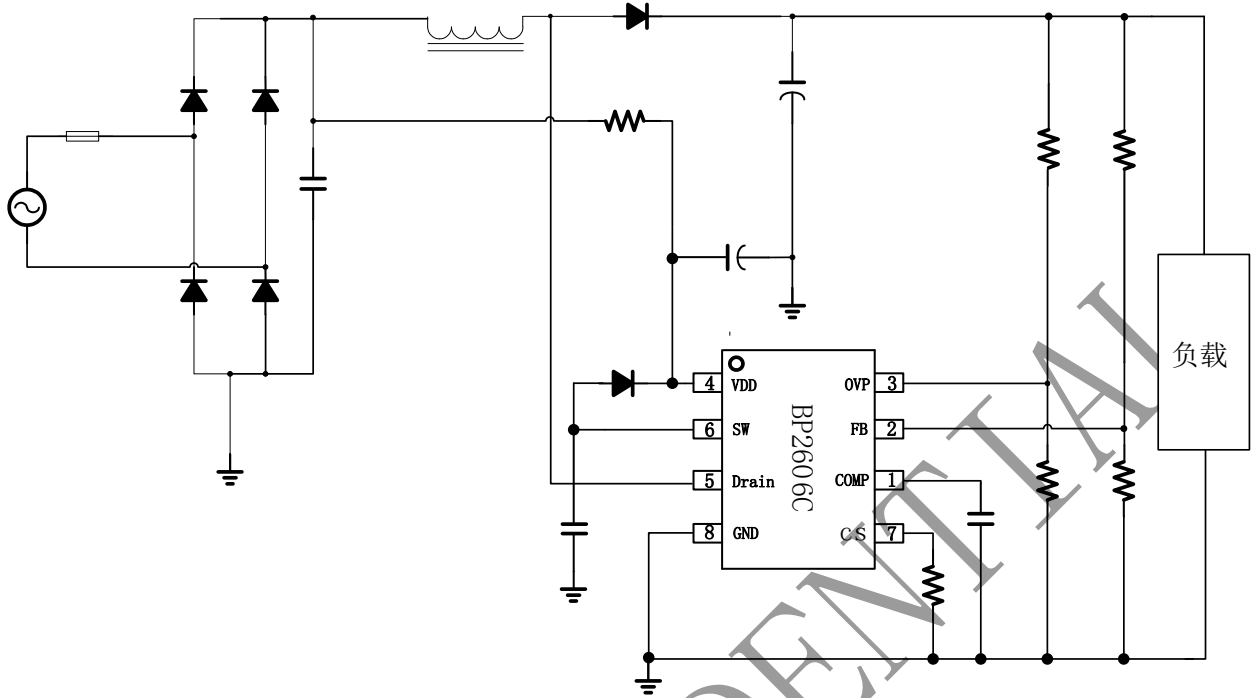 负载
4 VDD OVP 3
6 SW FB 2
5 Drain COMP 1
8 GND CS 7
BP2606C
DENTIAL